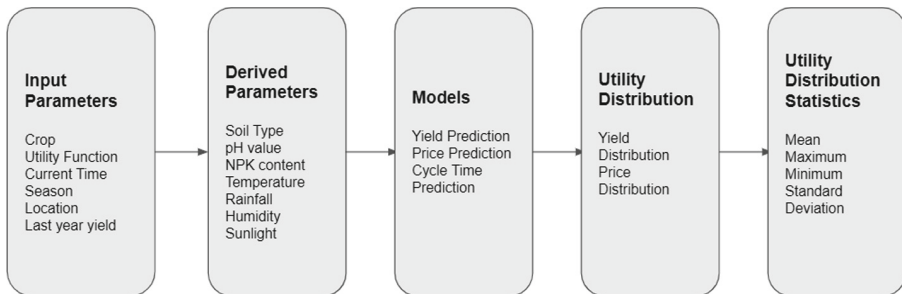 Input
Parameters
Crop
Utility Function
Current Time
Season
Location
Last year yield
Derived
Parameters
Soil Type
pH value
NPK content
Temperature
Rainfall
Humidity
Sunlight
Models
Yield Prediction
Price Prediction
Cycle Time
Prediction
Utility
Distribution
Yield
Distribution
Price
Distribution
Utility
Distribution
Statistics
Mean
Maximum
Minimum
Standard
Deviation